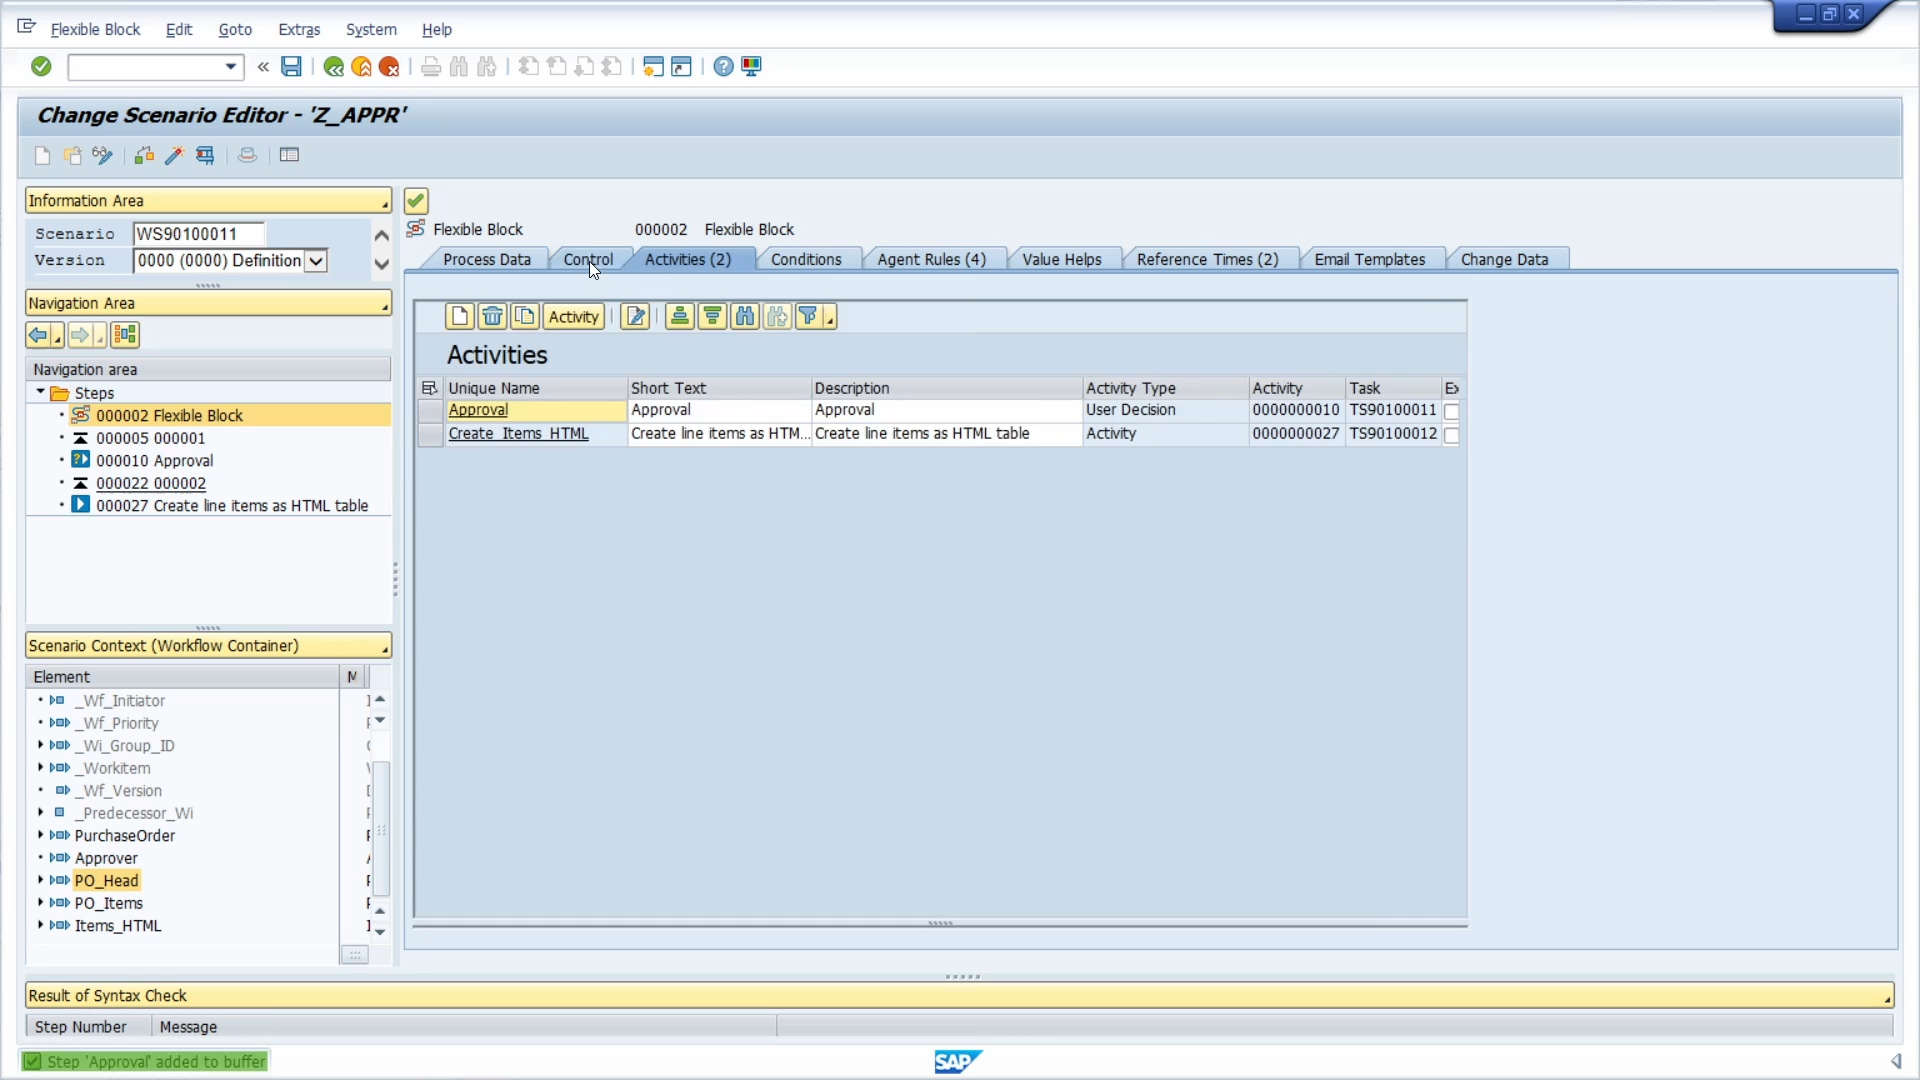 Flexible Block Edit Goto Extras System Help
Change Scenario Editor - 'Z_APPR'
Information Area
Scenario WS90100011
Version 0000 (0000) Definition
Navigation Area
Navigation area
Steps
000002 Flexible Block
000005 000001
000010 Approval
000022 000002
000027 Create line items as HTML table
Scenario Context (Workflow Container)
Element M
_Wf_Initiator
_Wf_Priority
_Wi_Group_ID
_Workitem
_Wf_Version
_Predecessor_Wi
PurchaseOrder
Approver
PO_Head
PO_Items
Items_HTML
Flexible Block 000002 Flexible Block
Process Data Control Activities (2) Conditions Agent Rules (4) Value Helps Reference Times (2) Email Templates Change Data
Activity
Activities
Unique Name Short Text Description Activity Type Activity Task Ex
Approval Approval Approval User Decision 0000000010 TS90100011
Create_Items_HTML Create line items as HTM... Create line items as HTML table Activity 0000000027 TS90100012
Result of Syntax Check
Step Number Message
Step 'Approval' added to buffer
SAP